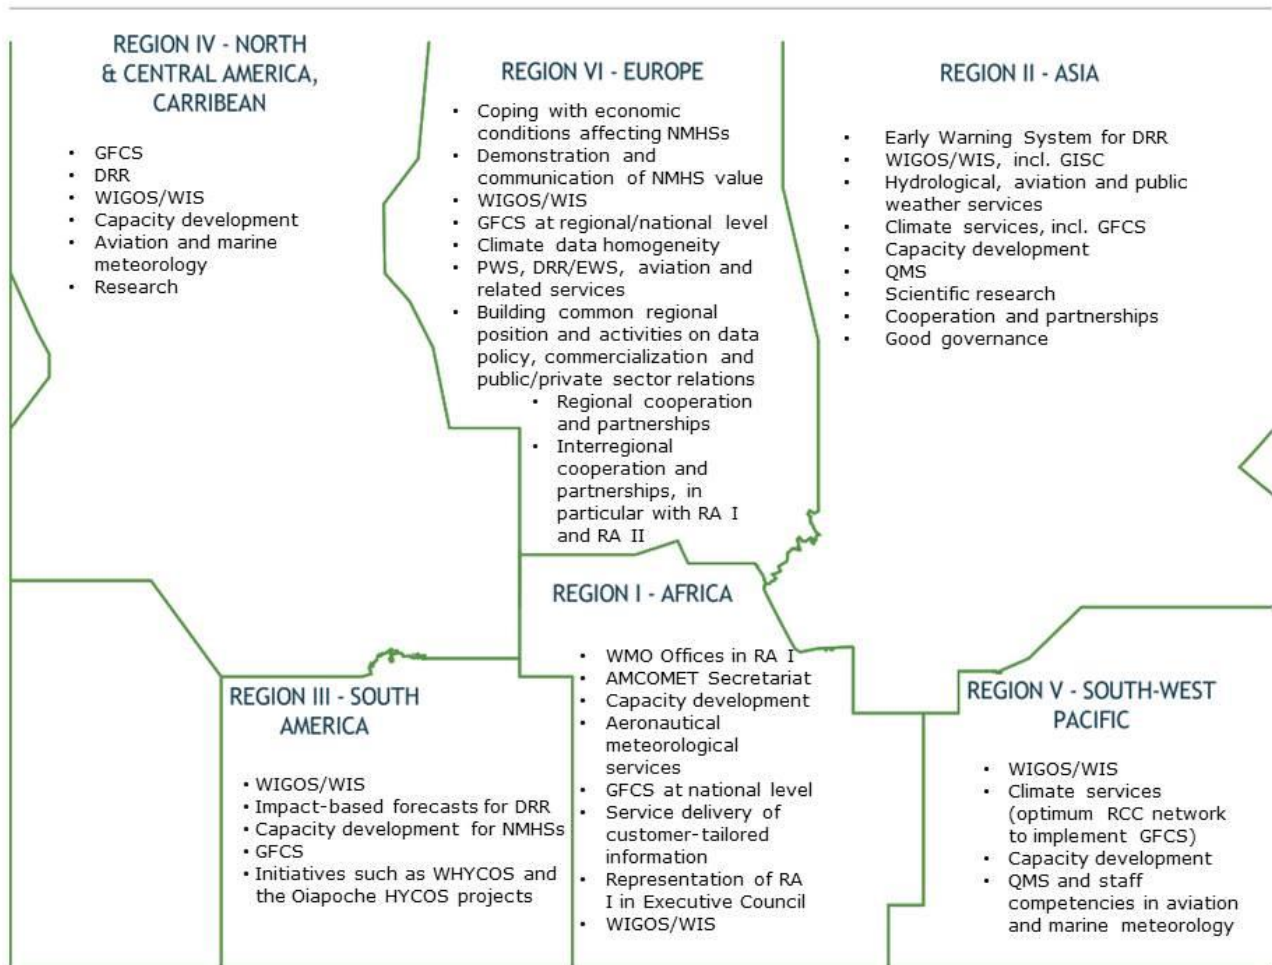 REGION IV - NORTH
& CENTRAL AMERICA,
CARRIBEAN
• GFCS
• DRR
• WIGOS/WIS
• Capacity development
• Aviation and marine
meteorology
• Research
REGION VI - EUROPE
• Coping with economic
conditions affecting NMHSs
• Demonstration and
communication of NMHS value
• WIGOS/WIS
• GFCS at regional/national level
• Climate data homogeneity
• PWS, DRR/EWS, aviation and
related services
• Building common regional
position and activities on data
policy, commercialization and
public/private sector relations
• Regional cooperation
and partnerships
• Interregional
cooperation and
partnerships, in
particular with RA I
and RA II
REGION II - ASIA
• Early Warning System for DRR
• WIGOS/WIS, incl. GISC
• Hydrological, aviation and public
weather services
• Climate services, incl. GFCS
• Capacity development
• QMS
• Scientific research
• Cooperation and partnerships
• Good governance
REGION III - SOUTH
AMERICA
• WIGOS/WIS
• Impact-based forecasts for DRR
• Capacity development for NMHSs
• GFCS
• Initiatives such as WHYCOS and
the Oiapoche HYCOS projects
REGION I - AFRICA
• WMO Offices in RA I
• AMCOMET Secretariat
• Capacity development
• Aeronautical
meteorological
services
• GFCS at national level
• Service delivery of
customer-tailored
information
• Representation of RA
I in Executive Council
• WIGOS/WIS
REGION V - SOUTH-WEST
PACIFIC
• WIGOS/WIS
• Climate services
(optimum RCC network
to implement GFCS)
• Capacity development
• QMS and staff
competencies in aviation
and marine meteorology